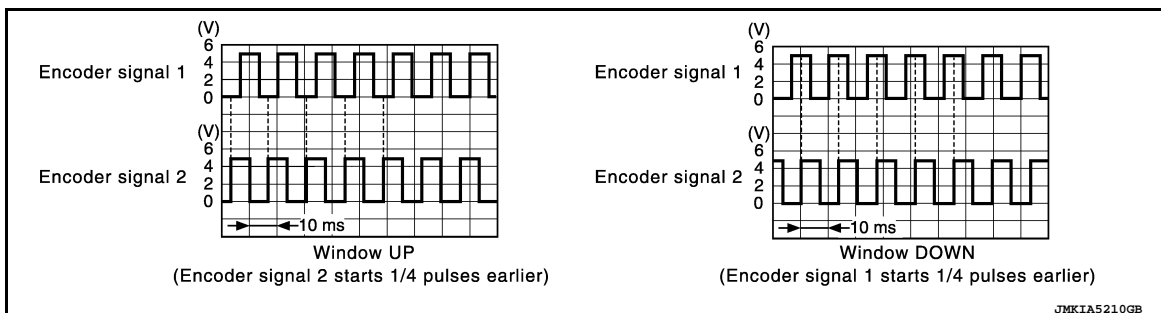 (V)
6
4
2
0
Encoder signal 1
(V)
6
4
2
0
Encoder signal 2
10 ms
Window UP
(Encoder signal 2 starts 1/4 pulses earlier)
(V)
6
4
2
0
Encoder signal 1
(V)
6
4
2
0
Encoder signal 2
10 ms
Window DOWN
(Encoder signal 1 starts 1/4 pulses earlier)
JMKIA5210GB